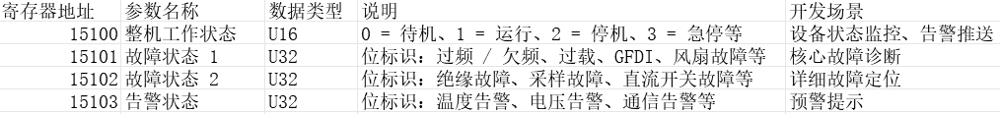 寄存器地址 参数名称 数据类型 说明 开发场景
15100 整机工作状态 U16 0 = 待机、1 = 运行、2 = 停机、3 = 急停等 设备状态监控、告警推送
15101 故障状态 1 U32 位标识：过频 / 欠频、过载、GFDI、风扇故障等 核心故障诊断
15102 故障状态 2 U32 位标识：绝缘故障、采样故障、直流开关故障等 详细故障定位
15103 告警状态 U32 位标识：温度告警、电压告警、通信告警等 预警提示